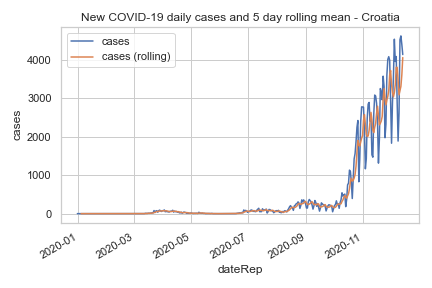 New COVID-19 daily cases and 5 day rolling mean - Croatia
cases
cases (rolling)
4000
3000
2000
1000
0
cases
2020-01
2020-03
2020-05
2020-07
2020-09
2020-11
dateRep